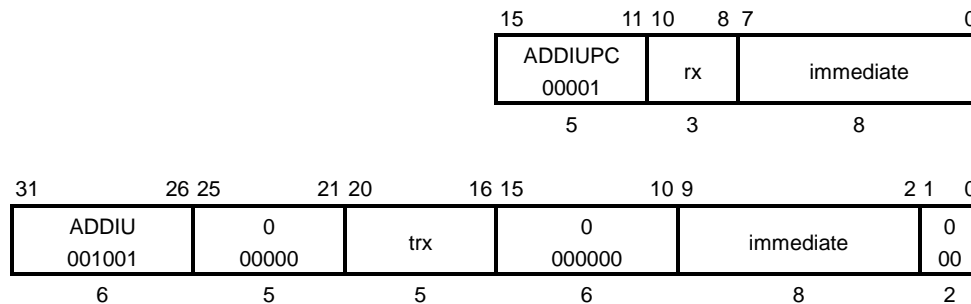 15 11 10 8 7 0
ADDIUPC rx immediate
00001
5 3 8
31 26 25 21 20 16 15 10 9 2 1 0
ADDIU 0 trx 0 immediate 0
001001 00000 000000 00
6 5 5 6 8 2